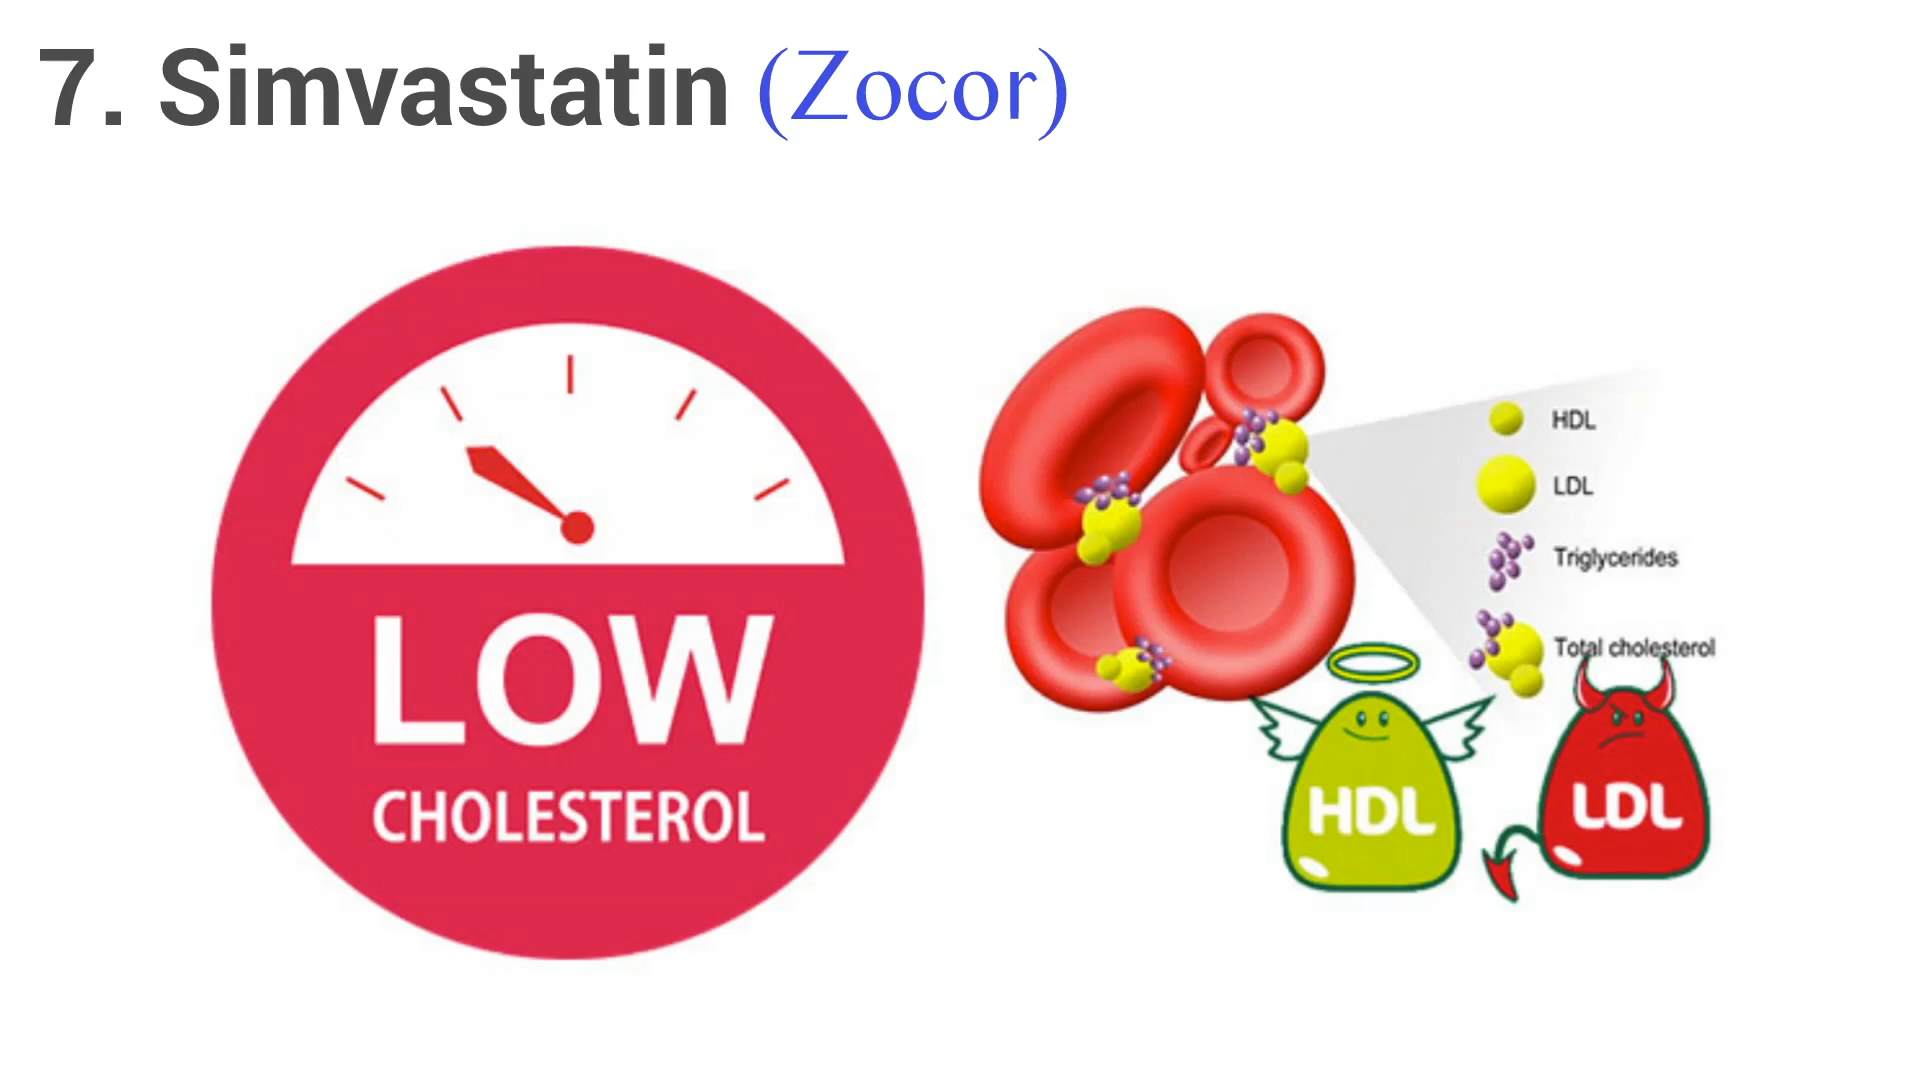 7. Simvastatin (Zocor)
LOW
CHOLESTEROL
HDL
LDL
Triglycerides
Total cholesterol
HDL
LDL